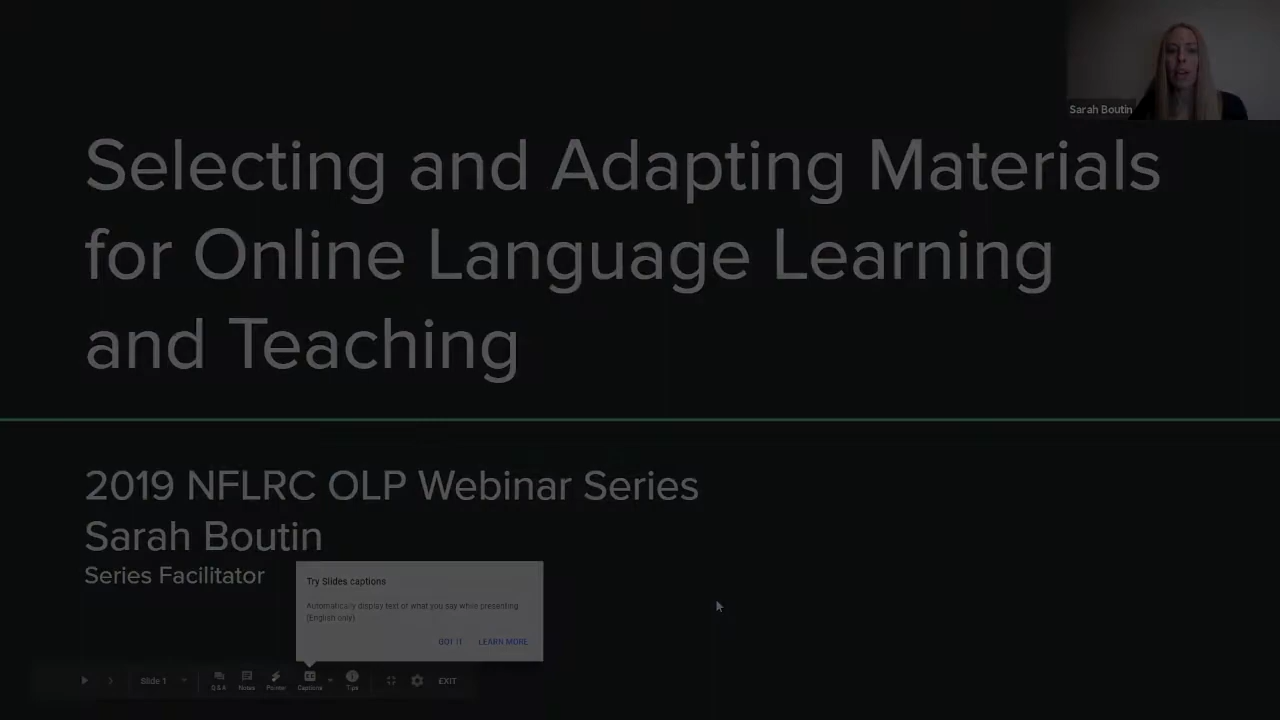 Sarah Boutin
Selecting and Adapting Materials
for Online Language Learning
and Teaching
2019 NFLRC OLP Webinar Series
Sarah Boutin
Series Facilitator
Try Slides captions
Automatically display text of what you say while presenting
(English only)
GOT IT LEARN MORE
Slide 1 Q&A Notes Pointer Captions Tips EXIT